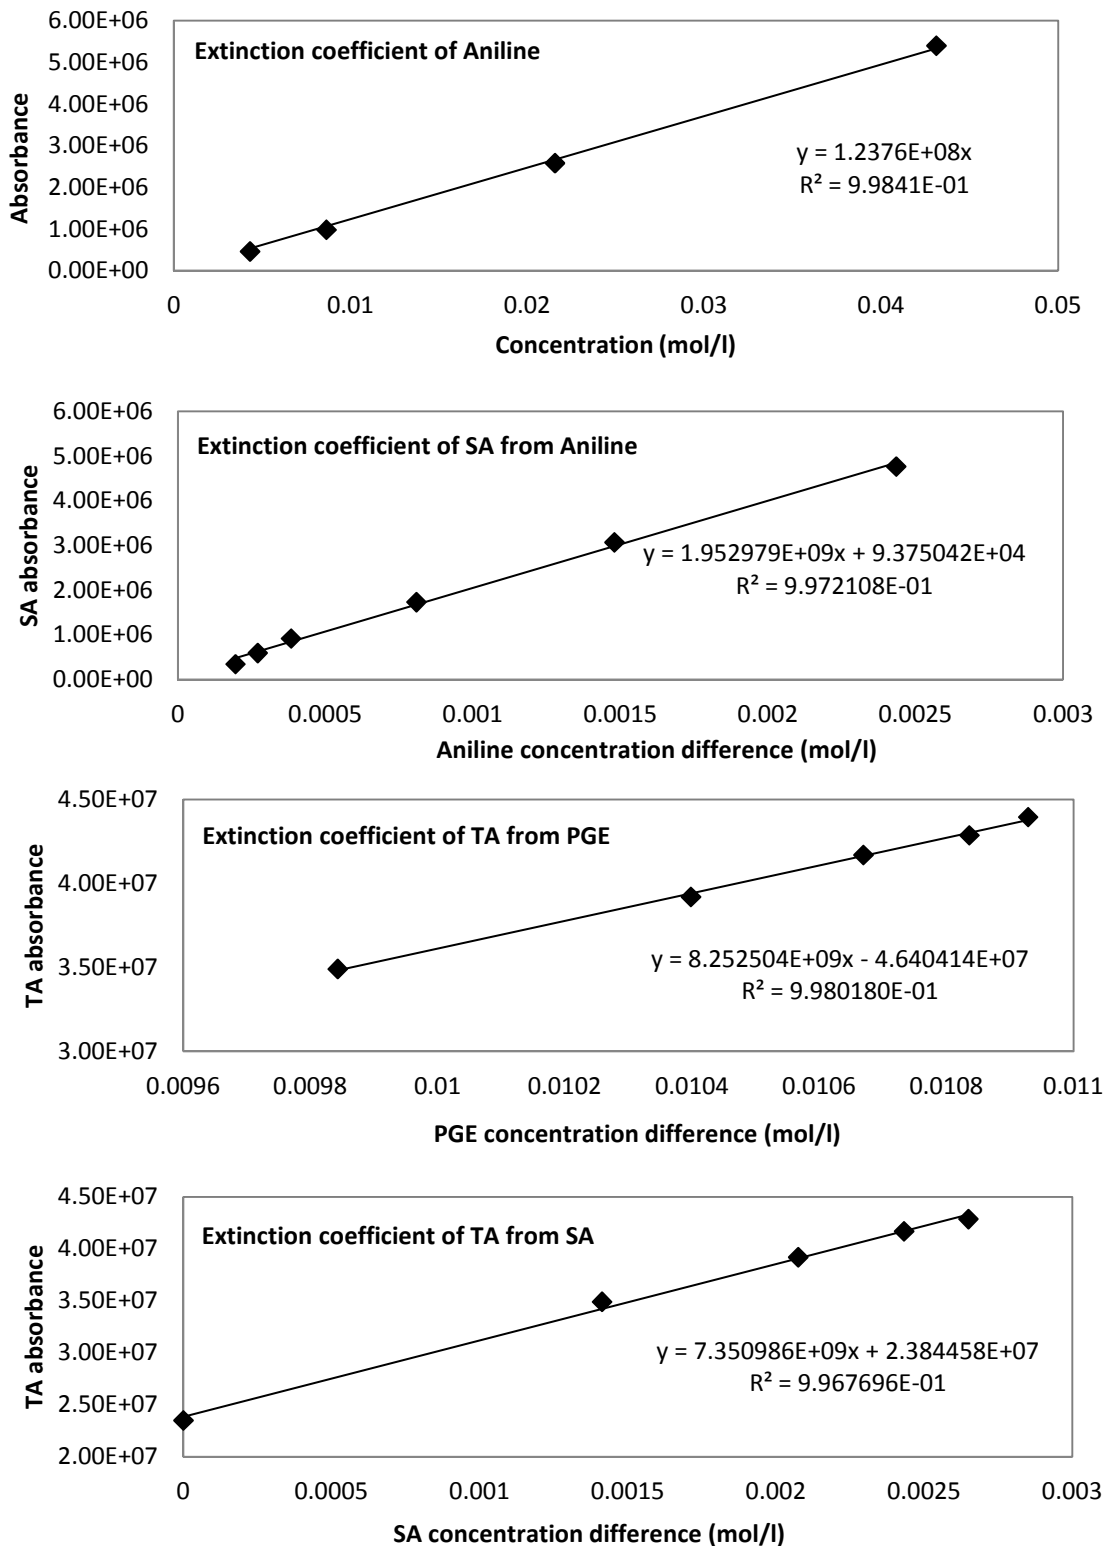 Extinction coefficient of Aniline
Absorbance
6.00E+06
5.00E+06
4.00E+06
3.00E+06
2.00E+06
1.00E+06
0.00E+00
y = 1.2376E+08x
R² = 9.9841E-01
0 0.01 0.02 0.03 0.04 0.05
Concentration (mol/l)
Extinction coefficient of SA from Aniline
SA absorbance
6.00E+06
5.00E+06
4.00E+06
3.00E+06
2.00E+06
1.00E+06
0.00E+00
y = 1.952979E+09x + 9.375042E+04
R² = 9.972108E-01
0 0.0005 0.001 0.0015 0.002 0.0025 0.003
Aniline concentration difference (mol/l)
Extinction coefficient of TA from PGE
TA absorbance
4.50E+07
4.00E+07
3.50E+07
3.00E+07
y = 8.252504E+09x - 4.640414E+07
R² = 9.980180E-01
0.0096 0.0098 0.01 0.0102 0.0104 0.0106 0.0108 0.011
PGE concentration difference (mol/l)
Extinction coefficient of TA from SA
TA absorbance
4.50E+07
4.00E+07
3.50E+07
3.00E+07
2.50E+07
2.00E+07
y = 7.350986E+09x + 2.384458E+07
R² = 9.967696E-01
0 0.0005 0.001 0.0015 0.002 0.0025 0.003
SA concentration difference (mol/l)